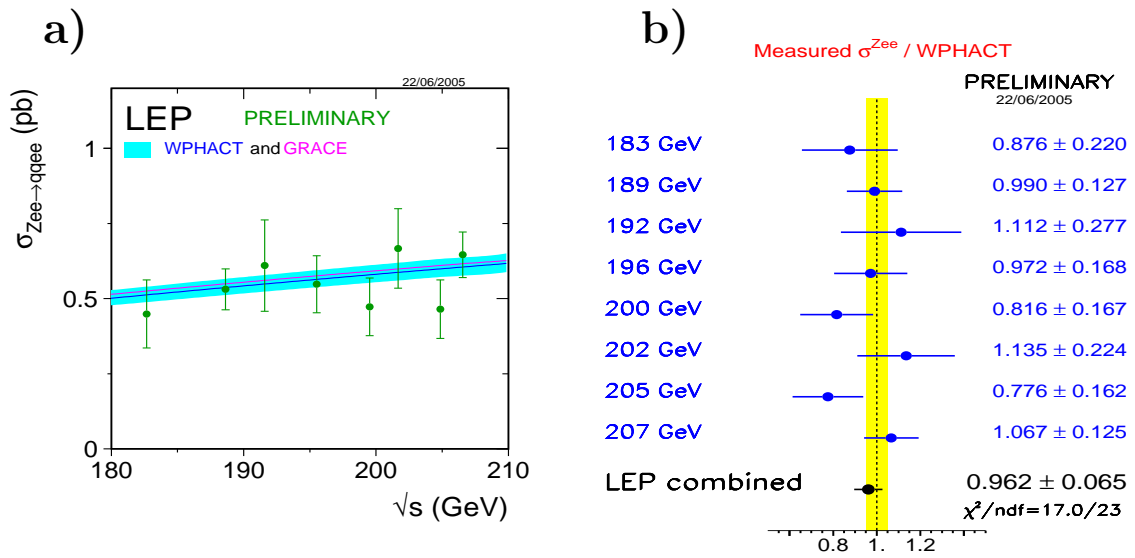 a)
22/06/2005
LEP PRELIMINARY
WPHACT and GRACE
σZee→qqee (pb)
1
0.5
0
180 190 200 210
√s (GeV)
b)
Measured σ^Zee / WPHACT
PRELIMINARY
22/06/2005
183 GeV 0.876 ± 0.220
189 GeV 0.990 ± 0.127
192 GeV 1.112 ± 0.277
196 GeV 0.972 ± 0.168
200 GeV 0.816 ± 0.167
202 GeV 1.135 ± 0.224
205 GeV 0.776 ± 0.162
207 GeV 1.067 ± 0.125
LEP combined 0.962 ± 0.065
χ²/ndf=17.0/23
0.8 1. 1.2